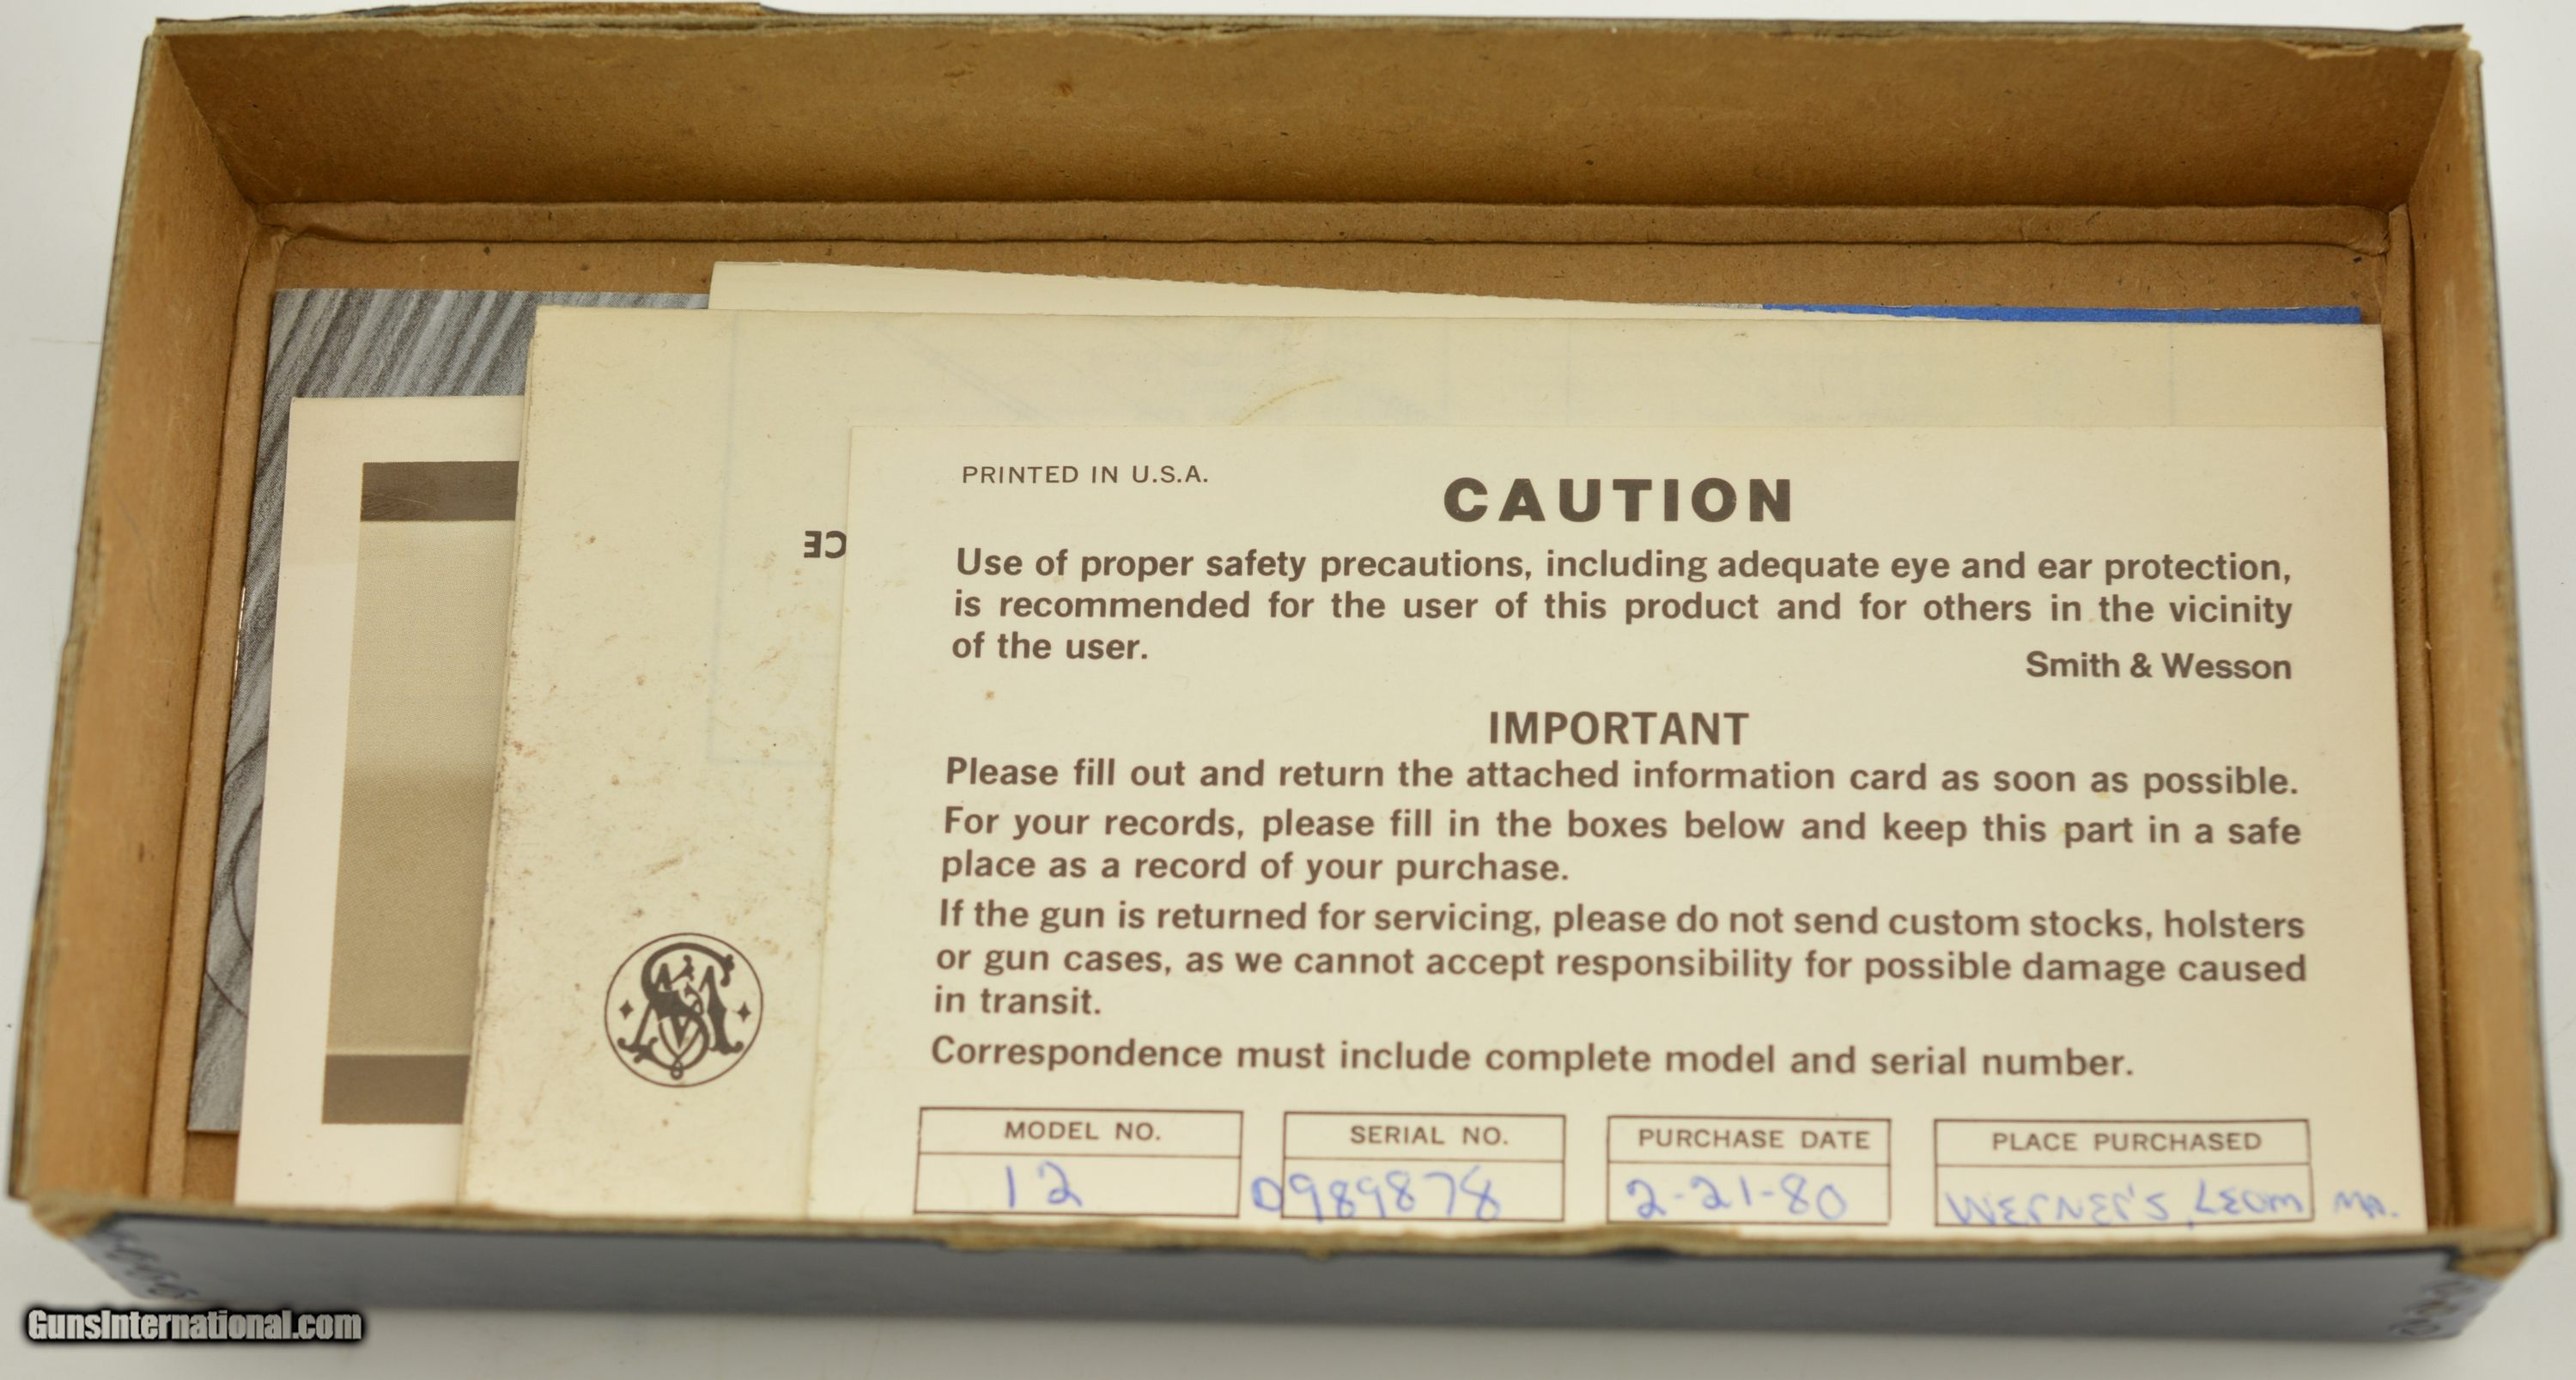 PRINTED IN U.S.A.
CAUTION
CE
Use of proper safety precautions, including adequate eye and ear protection,
is recommended for the user of this product and for others in the vicinity
of the user.
Smith & Wesson
IMPORTANT
Please fill out and return the attached information card as soon as possible.
For your records, please fill in the boxes below and keep this part in a safe
place as a record of your purchase.
If the gun is returned for servicing, please do not send custom stocks, holsters
or gun cases, as we cannot accept responsibility for possible damage caused
in transit.
Correspondence must include complete model and serial number.
MODEL NO. SERIAL NO. PURCHASE DATE PLACE PURCHASED
12 D989878 2-21-80 WERNER'S, LEOM MA.
GunsInternational.com